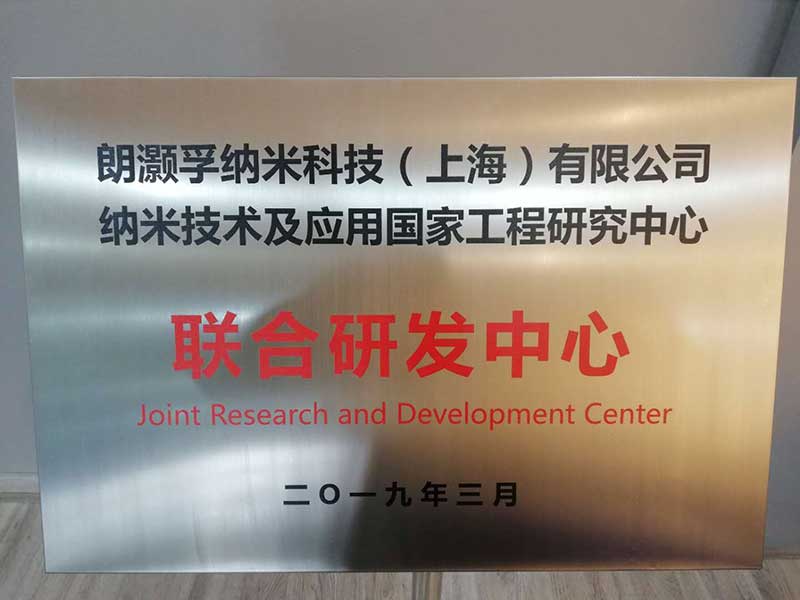 朗灏孚纳米科技（上海）有限公司
纳米技术及应用国家工程研究中心
联合研发中心
Joint Research and Development Center
二〇一九年三月